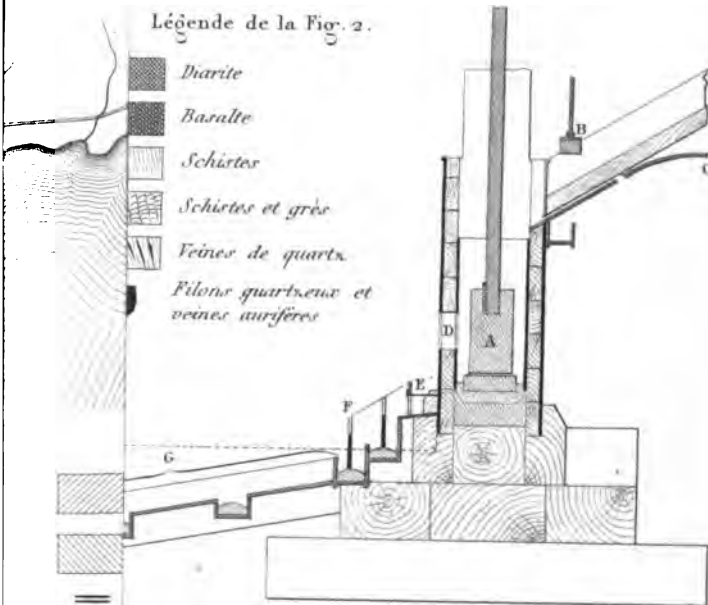 Légende de la Fig. 2.
Diarite
Basalte
Schistes
Schistes et grès
Veines de quartz
Filons quartzeux et
veines aurifères
B
C
D
A
E
F
G